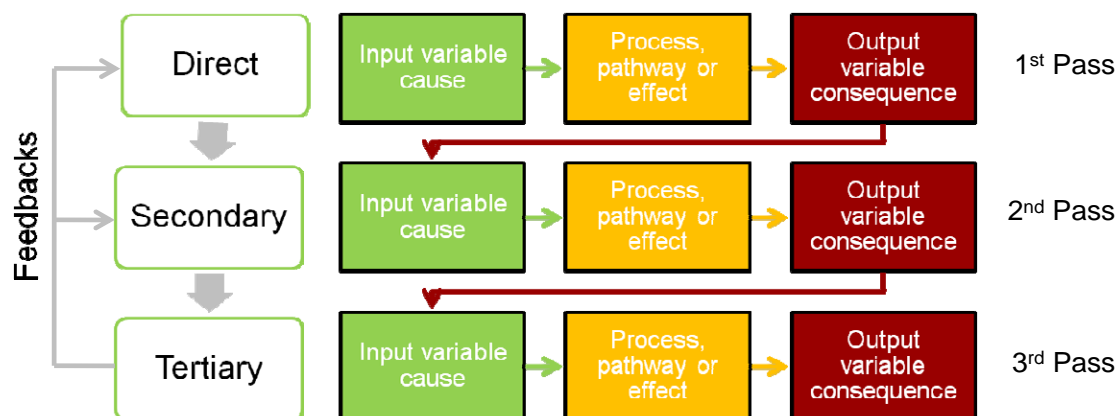 Feedbacks
Direct
Input variable
cause
Process,
pathway or
effect
Output
variable
consequence
1st Pass
Secondary
Input variable
cause
Process,
pathway or
effect
Output
variable
consequence
2nd Pass
Tertiary
Input variable
cause
Process,
pathway or
effect
Output
variable
consequence
3rd Pass